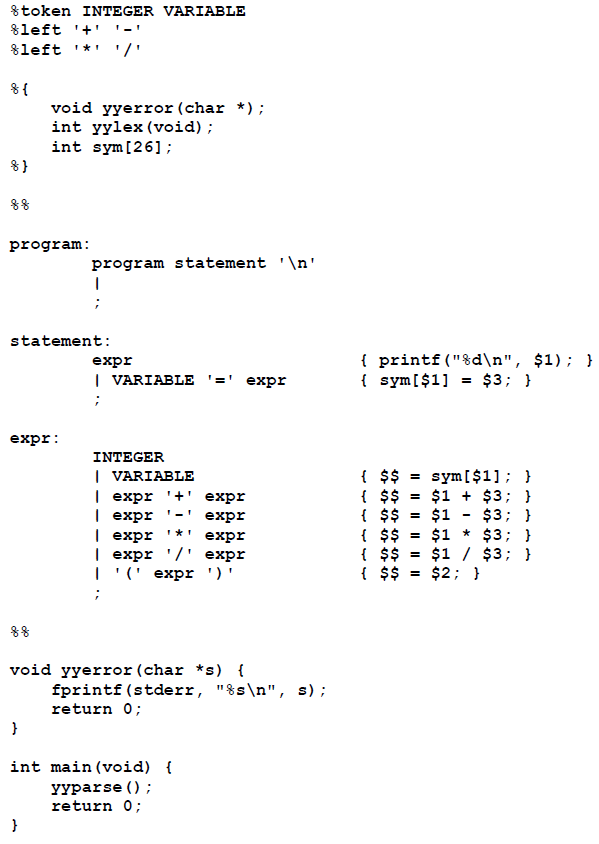 %token INTEGER VARIABLE
%left '+' '-'
%left '*' '/'

%{
    void yyerror(char *);
    int yylex(void);
    int sym[26];
%}

%%

program:
        program statement '\n'
        |
        ;

statement:
        expr                      { printf("%d\n", $1); }
        | VARIABLE '=' expr       { sym[$1] = $3; }
        ;

expr:
        INTEGER
        | VARIABLE                { $$ = sym[$1]; }
        | expr '+' expr           { $$ = $1 + $3; }
        | expr '-' expr           { $$ = $1 - $3; }
        | expr '*' expr           { $$ = $1 * $3; }
        | expr '/' expr           { $$ = $1 / $3; }
        | '(' expr ')'            { $$ = $2; }
        ;

%%

void yyerror(char *s) {
    fprintf(stderr, "%s\n", s);
    return 0;
}

int main(void) {
    yyparse();
    return 0;
}